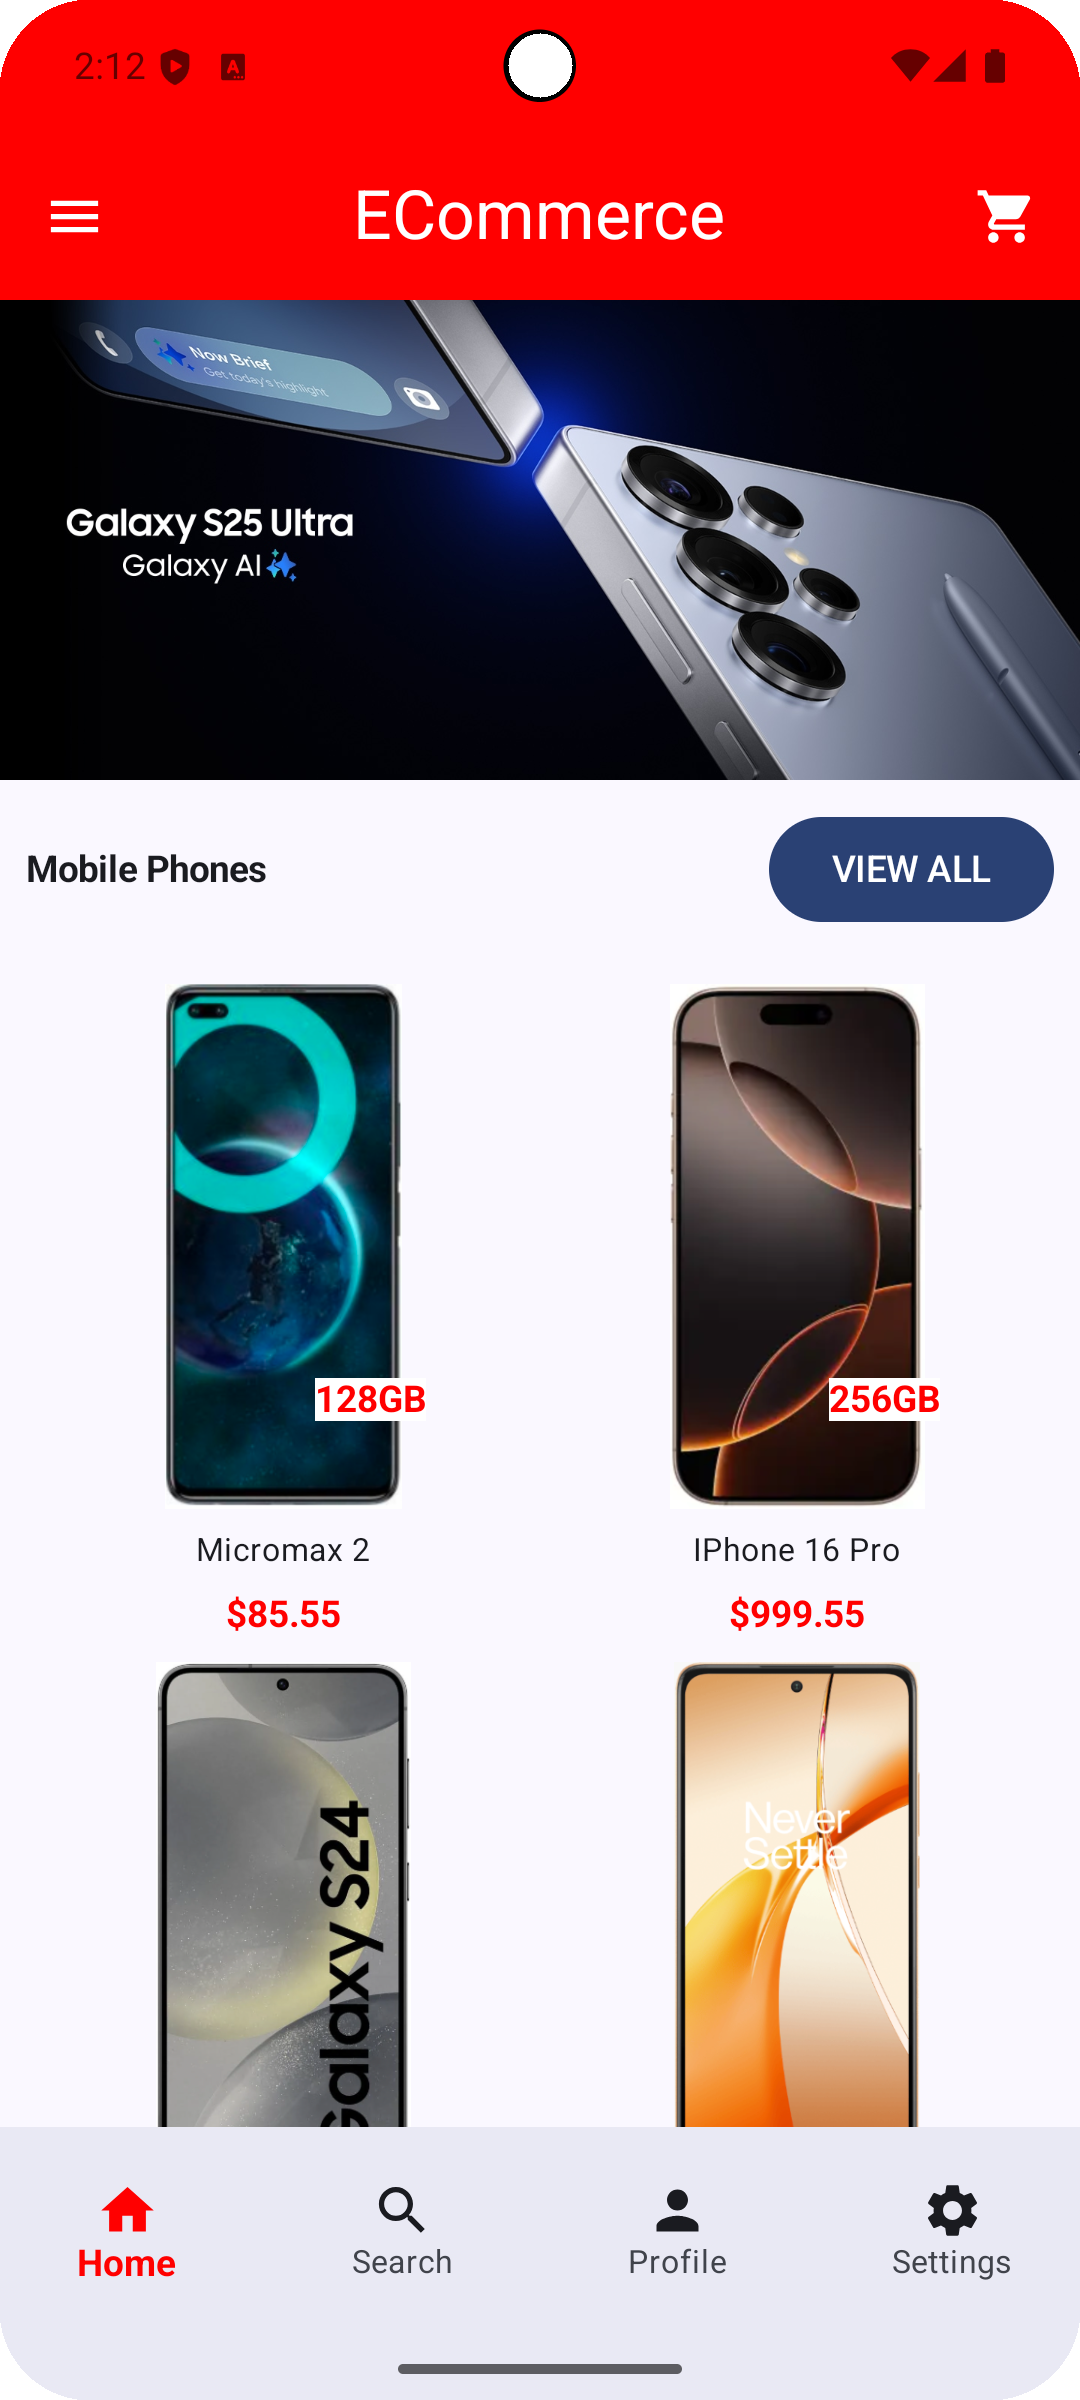 2:12
ECommerce
Now Brief
Get today's highlight
Galaxy S25 Ultra
Galaxy AI
Mobile Phones
VIEW ALL
128GB
256GB
Micromax 2
IPhone 16 Pro
$85.55
$999.55
Galaxy S24
Never
Settle
Home
Search
Profile
Settings